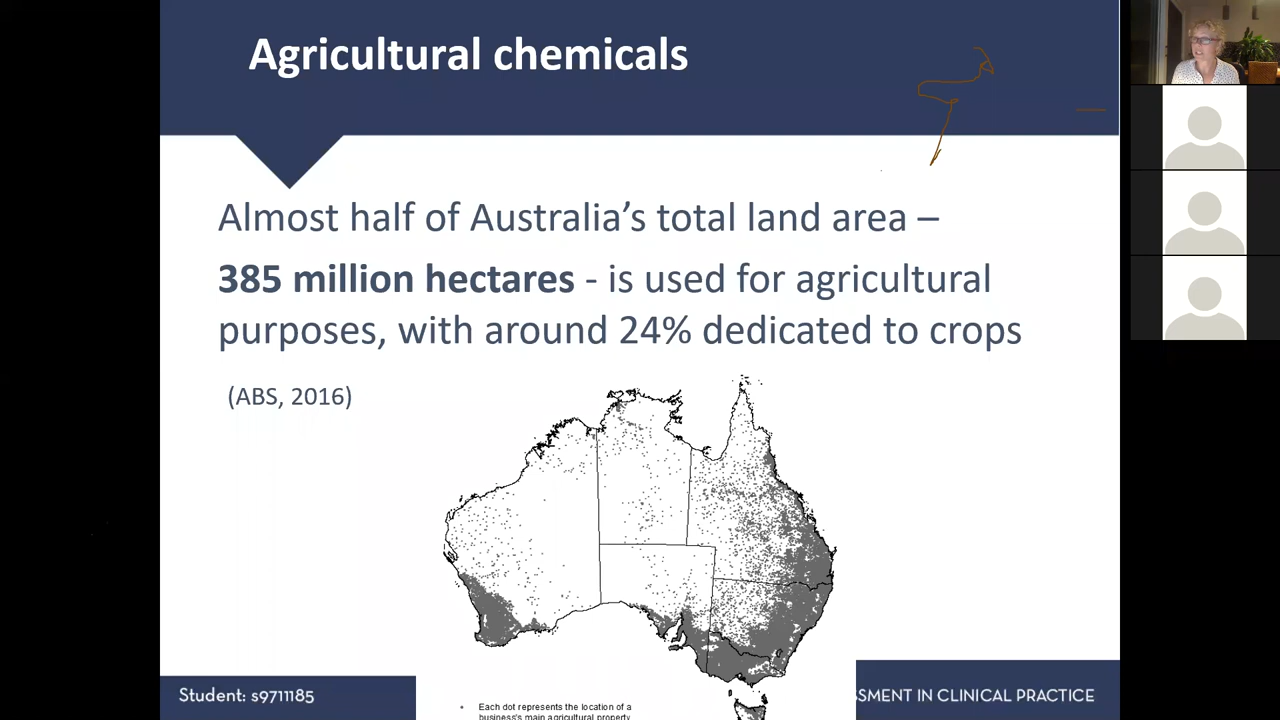 Agricultural chemicals
Almost half of Australia’s total land area –
385 million hectares - is used for agricultural
purposes, with around 24% dedicated to crops
(ABS, 2016)
• Each dot represents the location of a
business's main agricultural property
Student: s9711185
SSMENT IN CLINICAL PRACTICE